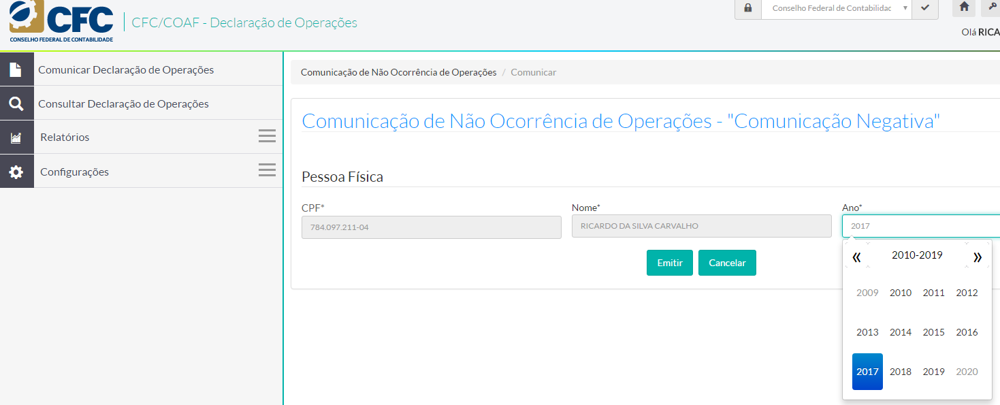 CFC
CONSELHO FEDERAL DE CONTABILIDADE
CFC/COAF - Declaração de Operações
Conselho Federal de Contabilidac
Olá RICA
Comunicar Declaração de Operações
Consultar Declaração de Operações
Relatórios
Configurações
Comunicação de Não Ocorrência de Operações / Comunicar
Comunicação de Não Ocorrência de Operações - "Comunicação Negativa"
Pessoa Física
CPF* Nome* Ano*
784.097.211-04 RICARDO DA SILVA CARVALHO 2017
Emitir Cancelar
« 2010-2019 »
2009 2010 2011 2012
2013 2014 2015 2016
2017 2018 2019 2020